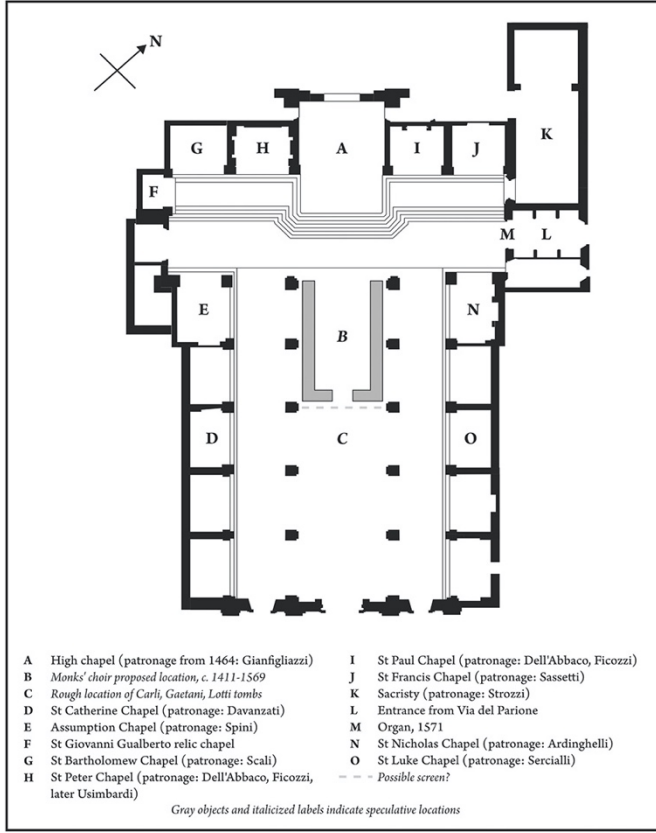 N
K
G
H
A
I
J
F
M
L
E
B
N
D
C
O
A High chapel (patronage from 1464: Gianfigliazzi)
B Monks' choir proposed location, c. 1411-1569
C Rough location of Carli, Gaetani, Lotti tombs
D St Catherine Chapel (patronage: Davanzati)
E Assumption Chapel (patronage: Spini)
F St Giovanni Gualberto relic chapel
G St Bartholomew Chapel (patronage: Scali)
H St Peter Chapel (patronage: Dell'Abbaco, Ficozzi,
later Usimbardi)
I St Paul Chapel (patronage: Dell'Abbaco, Ficozzi)
J St Francis Chapel (patronage: Sassetti)
K Sacristy (patronage: Strozzi)
L Entrance from Via del Parione
M Organ, 1571
N St Nicholas Chapel (patronage: Ardinghelli)
O St Luke Chapel (patronage: Sercialli)
Possible screen?
Gray objects and italicized labels indicate speculative locations